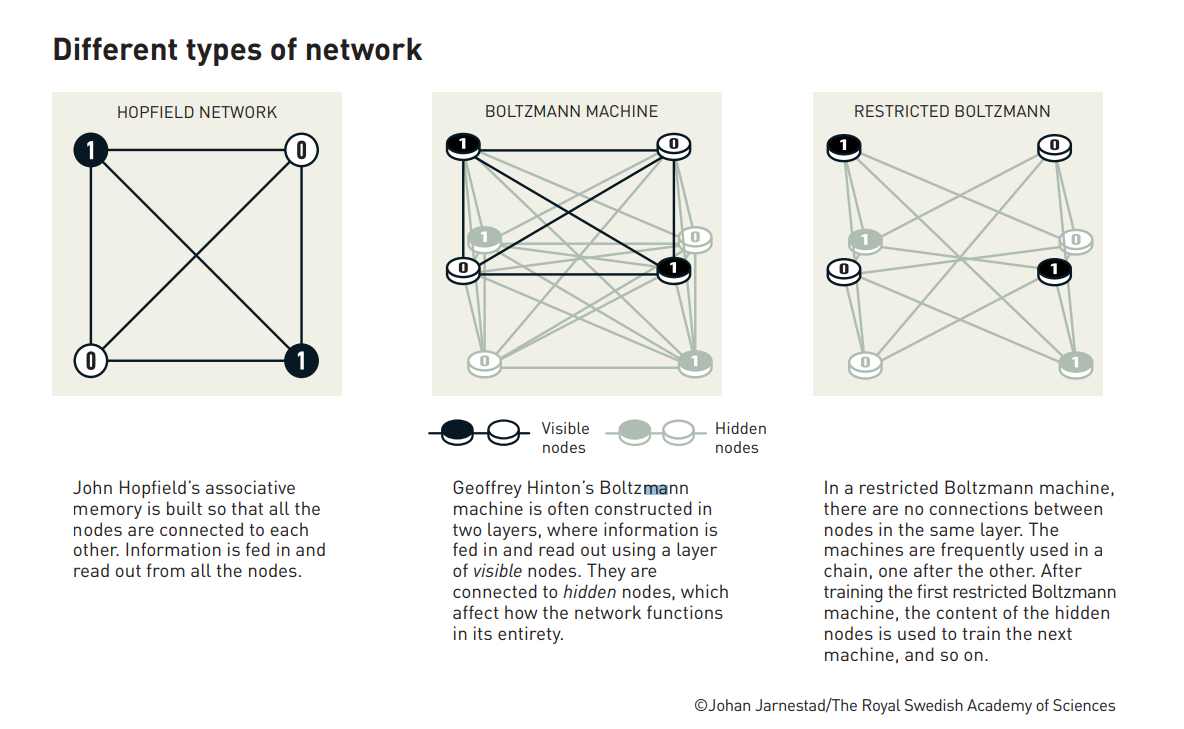 Different types of network
HOPFIELD NETWORK
1
0
0
1
BOLTZMANN MACHINE
1
0
1
0
0
1
0
1
RESTRICTED BOLTZMANN
1
0
1
0
0
1
0
1
Visible
nodes
Hidden
nodes
John Hopfield's associative
memory is built so that all the
nodes are connected to each
other. Information is fed in and
read out from all the nodes.
Geoffrey Hinton's Boltzmann
machine is often constructed in
two layers, where information is
fed in and read out using a layer
of visible nodes. They are
connected to hidden nodes, which
affect how the network functions
in its entirety.
In a restricted Boltzmann machine,
there are no connections between
nodes in the same layer. The
machines are frequently used in a
chain, one after the other. After
training the first restricted Boltzmann
machine, the content of the hidden
nodes is used to train the next
machine, and so on.
©Johan Jarnestad/The Royal Swedish Academy of Sciences